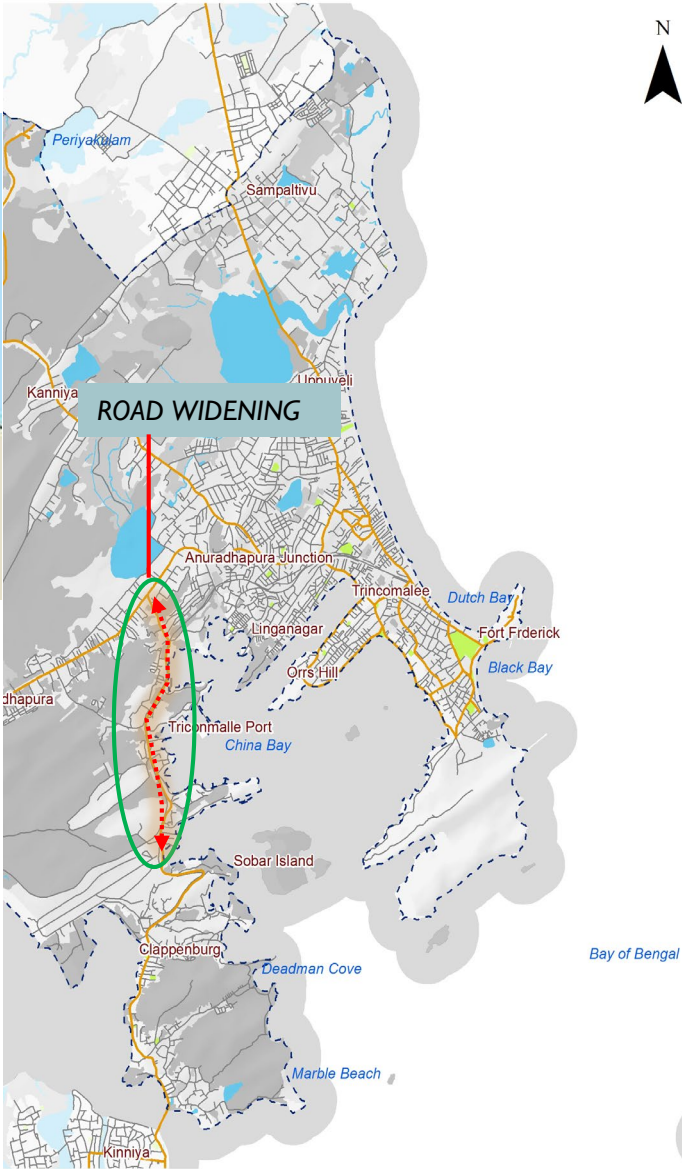 N
Periyakulam
Sampaltivu
Uppuveli
Kanniya
ROAD WIDENING
Anuradhapura Junction
Trincomalee
Dutch Bay
Linganagar
Fort Frderick
Orrs Hill
Black Bay
dhapura
Triconmalle Port
China Bay
Sobar Island
Clappenburg
Bay of Bengal
Deadman Cove
Marble Beach
Kinniya